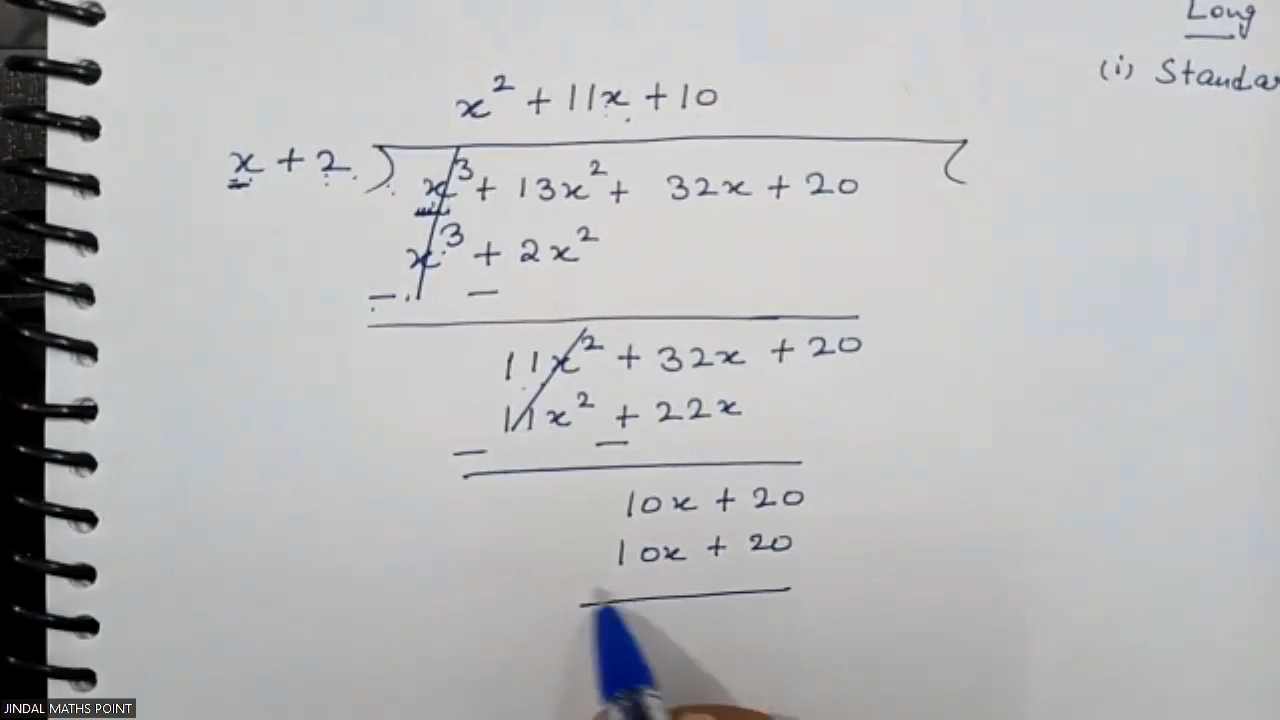 Long
(i) Standar
x² + 11x + 10
x + 2 ) x³ + 13x² + 32x + 20 (
x³ + 2x²
− −
11x² + 32x + 20
11x² + 22x
− −
10x + 20
10x + 20
JINDAL MATHS POINT